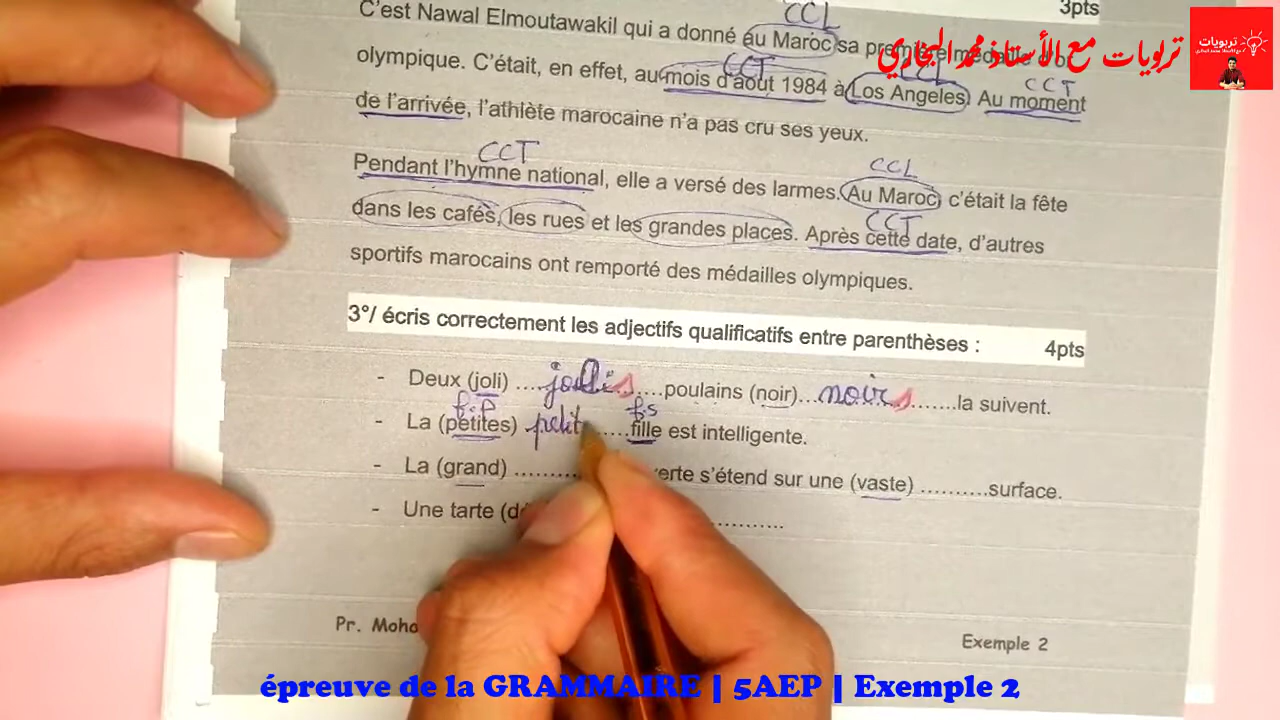 3pts
CCL
C'est Nawal Elmoutawakil qui a donné au Maroc sa première médaille d'or
تربويات مع الأستاذ محمد البجاري
تربويات
CCT CCL CCT
olympique. C'était, en effet, au mois d'août 1984 à Los Angeles. Au moment
de l'arrivée, l'athlète marocaine n'a pas cru ses yeux.
CCT CCL
Pendant l'hymne national, elle a versé des larmes. Au Maroc, c'était la fête
CCT
dans les cafés, les rues et les grandes places. Après cette date, d'autres
sportifs marocains ont remporté des médailles olympiques.
3°/ écris correctement les adjectifs qualificatifs entre parenthèses : 4pts
- Deux (joli) ....jolis....poulains (noir)...noirs.......la suivent.
f.p f.s
- La (petites) .petit......fille est intelligente.
- La (grand) .......... verte s'étend sur une (vaste) ..........surface.
- Une tarte ............
Pr. Moha Exemple 2
épreuve de la GRAMMAIRE | 5AEP | Exemple 2